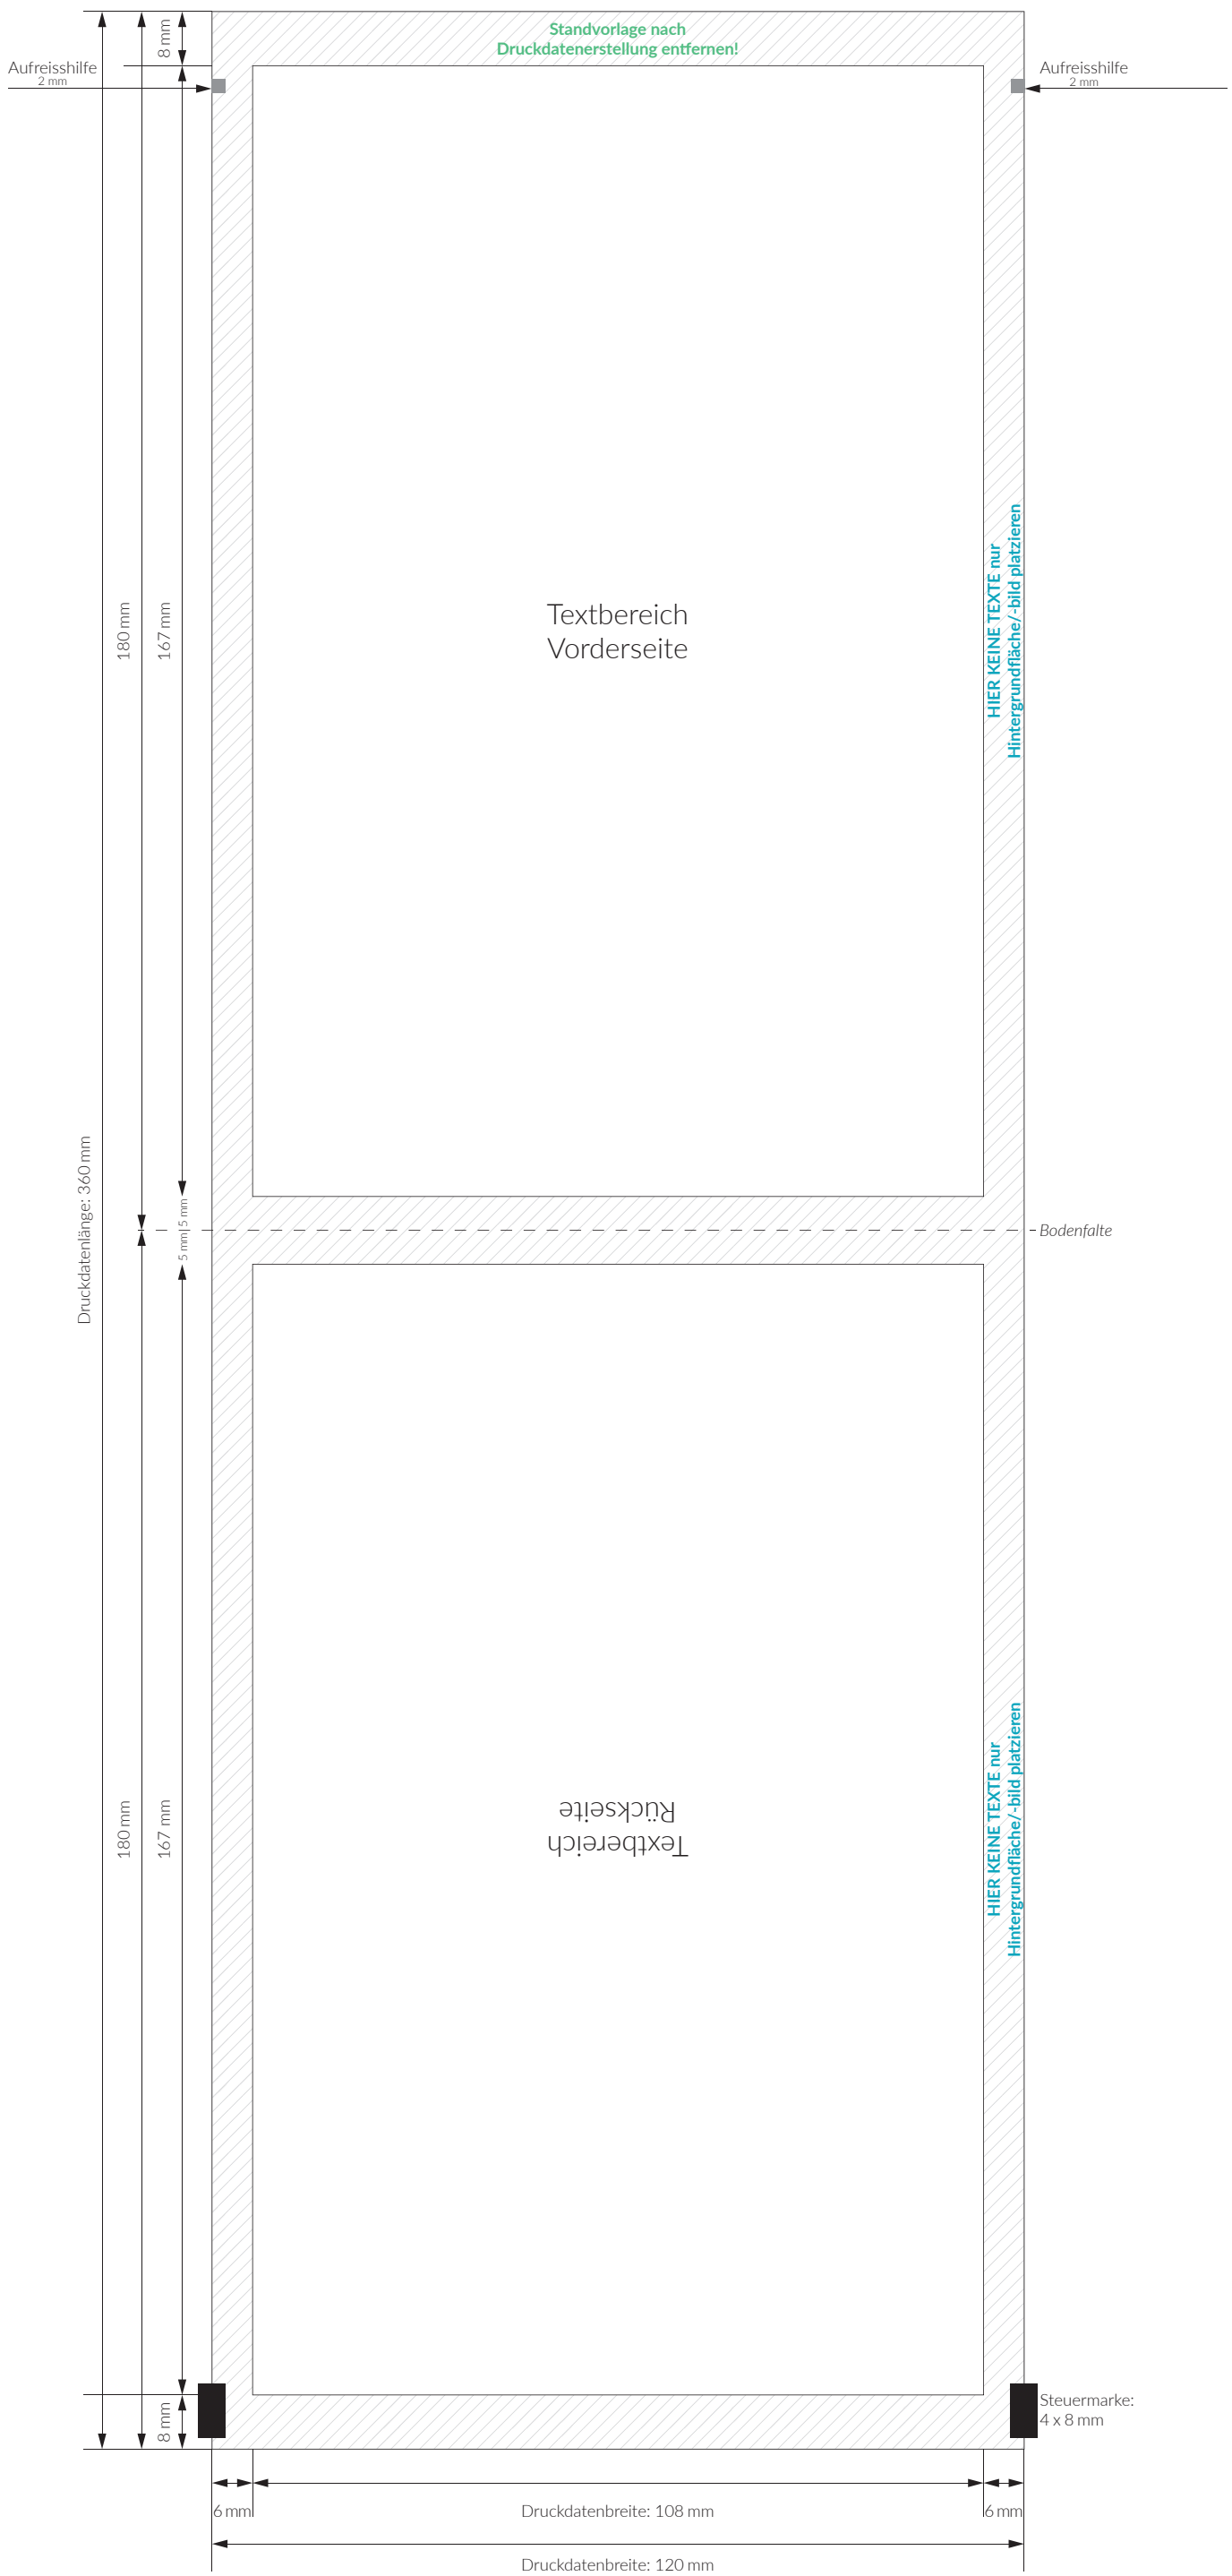 Standvorlage nach
Druckdatenerstellung entfernen!
8 mm
Aufreisshilfe
2 mm
Aufreisshilfe
2 mm
180 mm
167 mm
Textbereich
Vorderseite
HIER KEINE TEXTE nur
Hintergrundfläche/-bild platzieren
Druckdatenlänge: 360 mm
5 mm
5 mm
Bodenfalte
180 mm
167 mm
Textbereich
Rückseite
HIER KEINE TEXTE nur
Hintergrundfläche/-bild platzieren
8 mm
Steuermarke:
4 x 8 mm
6 mm
Druckdatenbreite: 108 mm
6 mm
Druckdatenbreite: 120 mm